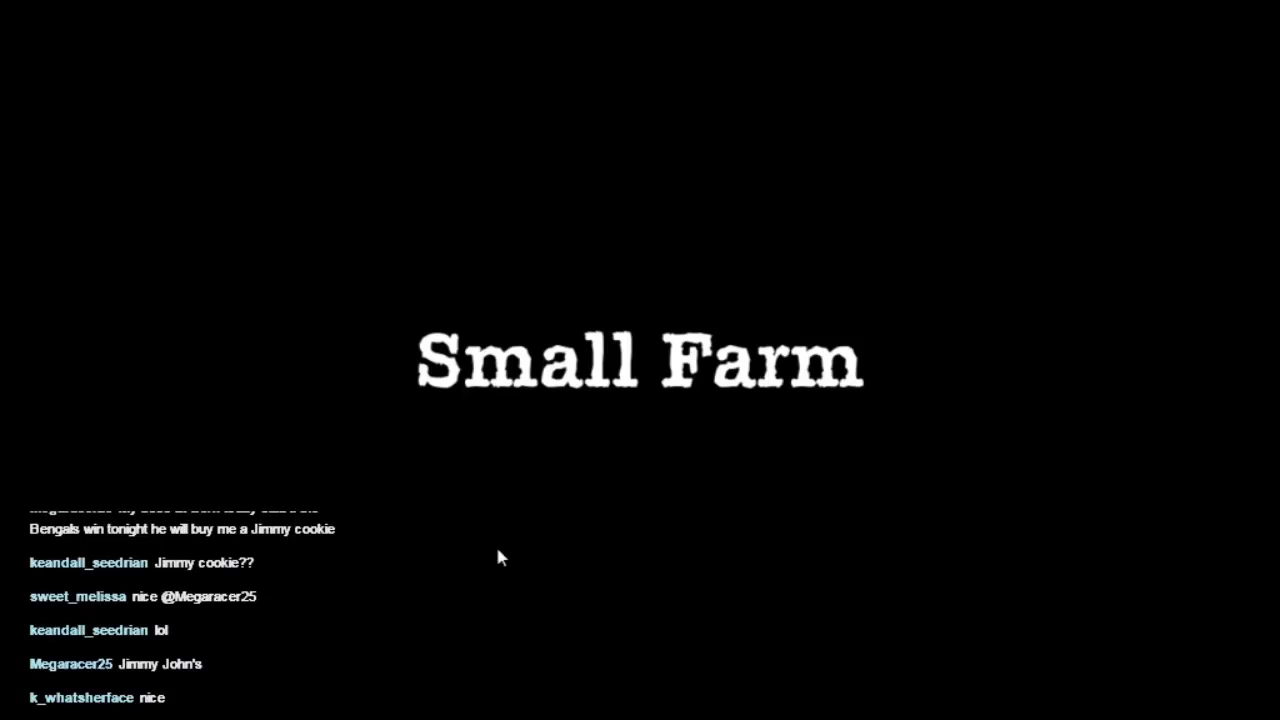 Small Farm
Bengals win tonight he will buy me a Jimmy cookie
keandall_seedrian Jimmy cookie??
sweet_melissa nice @Megaracer25
keandall_seedrian lol
Megaracer25 Jimmy John's
k_whatsherface nice